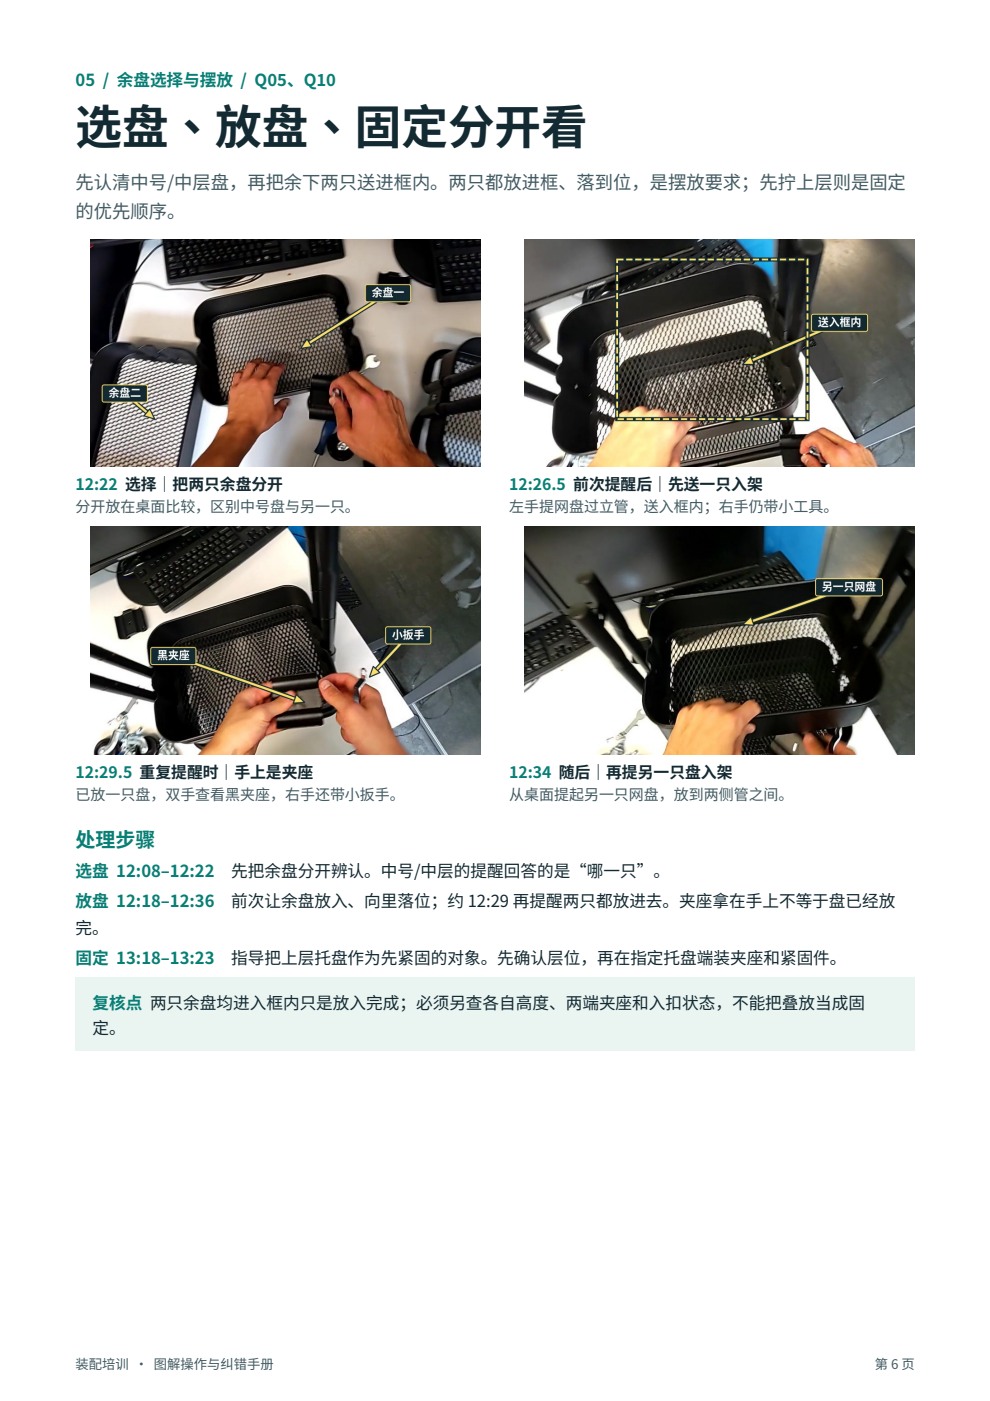 05 / 余盘选择与摆放 / Q05、Q10
选盘、放盘、固定分开看
先认清中号/中层盘，再把余下两只送进框内。两只都放进框、落到位，是摆放要求；先拧上层则是固定
的优先顺序。
余盘一
余盘二
送入框内
12:22 选择｜把两只余盘分开
分开放在桌面比较，区别中号盘与另一只。
12:26.5 前次提醒后｜先送一只入架
左手提网盘过立管，送入框内；右手仍带小工具。
黑夹座
小扳手
另一只网盘
12:29.5 重复提醒时｜手上是夹座
已放一只盘，双手查看黑夹座，右手还带小扳手。
12:34 随后｜再提另一只盘入架
从桌面提起另一只网盘，放到两侧管之间。
处理步骤
选盘 12:08–12:22 先把余盘分开辨认。中号/中层的提醒回答的是“哪一只”。
放盘 12:18–12:36 前次让余盘放入、向里落位；约 12:29 再提醒两只都放进去。夹座拿在手上不等于盘已经放
完。
固定 13:18–13:23 指导把上层托盘作为先紧固的对象。先确认层位，再在指定托盘端装夹座和紧固件。
复核点 两只余盘均进入框内只是放入完成；必须另查各自高度、两端夹座和入扣状态，不能把叠放当成固
定。
装配培训 · 图解操作与纠错手册
第 6 页